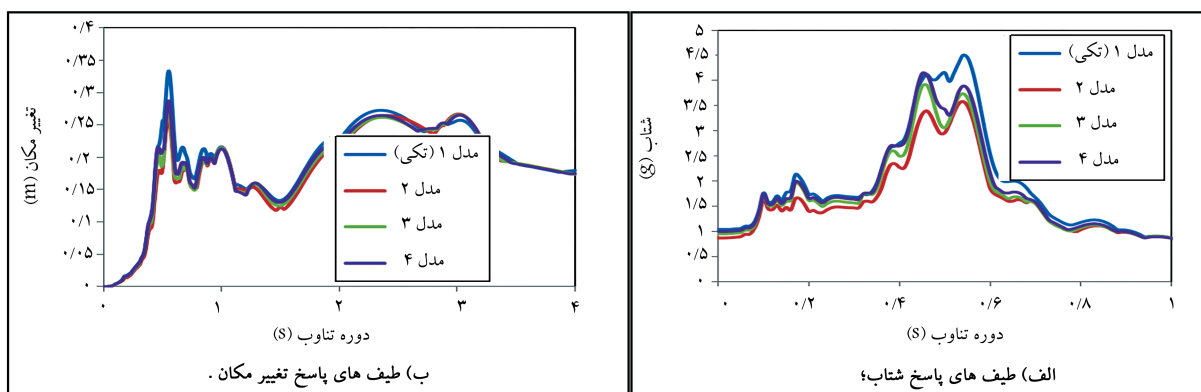 ۵
۴/۵
۴
۳/۵
۳
۲/۵
۲
۱/۵
۱
۰/۵
۰
شتاب (g)
مدل ۱ (تکی)
مدل ۲
مدل ۳
مدل ۴
۰ ۰/۲ ۰/۴ ۰/۶ ۰/۸ ۱
دوره تناوب (s)
الف) طیف های پاسخ شتاب؛
۰/۴
۰/۳۵
۰/۳
۰/۲۵
۰/۲
۰/۱۵
۰/۱
۰/۰۵
۰
تغییر مکان (m)
مدل ۱ (تکی)
مدل ۲
مدل ۳
مدل ۴
۰ ۱ ۲ ۳ ۴
دوره تناوب (s)
ب) طیف های پاسخ تغییر مکان .